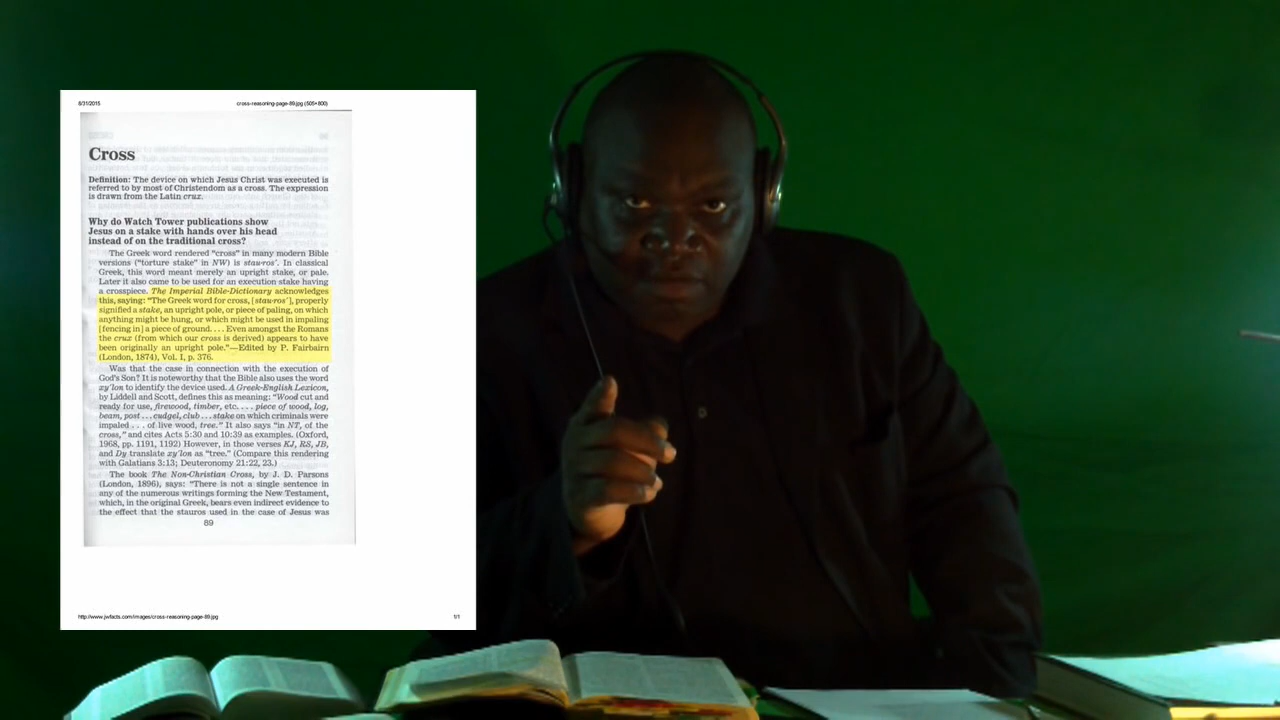 8/31/2015 cross-reasoning-page-89.jpg (505×800)
Cross
Definition: The device on which Jesus Christ was executed is
referred to by most of Christendom as a cross. The expression
is drawn from the Latin crux.
Why do Watch Tower publications show
Jesus on a stake with hands over his head
instead of on the traditional cross?
The Greek word rendered “cross” in many modern Bible
versions (“torture stake” in NW) is stau·ros′. In classical
Greek, this word meant merely an upright stake, or pale.
Later it also came to be used for an execution stake having
a crosspiece. The Imperial Bible-Dictionary acknowledges
this, saying: “The Greek word for cross, [stau·ros′], properly
signified a stake, an upright pole, or piece of paling, on which
anything might be hung, or which might be used in impaling
[fencing in] a piece of ground. . . . Even amongst the Romans
the crux (from which our cross is derived) appears to have
been originally an upright pole.”—Edited by P. Fairbairn
(London, 1874), Vol. I, p. 376.
Was that the case in connection with the execution of
God's Son? It is noteworthy that the Bible also uses the word
xy′lon to identify the device used. A Greek-English Lexicon,
by Liddell and Scott, defines this as meaning: “Wood cut and
ready for use, firewood, timber, etc. . . . piece of wood, log,
beam, post . . . cudgel, club . . . stake on which criminals were
impaled . . . of live wood, tree.” It also says “in NT, of the
cross,” and cites Acts 5:30 and 10:39 as examples. (Oxford,
1968, pp. 1191, 1192) However, in those verses KJ, RS, JB,
and Dy translate xy′lon as “tree.” (Compare this rendering
with Galatians 3:13; Deuteronomy 21:22, 23.)
The book The Non-Christian Cross, by J. D. Parsons
(London, 1896), says: “There is not a single sentence in
any of the numerous writings forming the New Testament,
which, in the original Greek, bears even indirect evidence to
the effect that the stauros used in the case of Jesus was
89
http://www.jwfacts.com/images/cross-reasoning-page-89.jpg 1/1